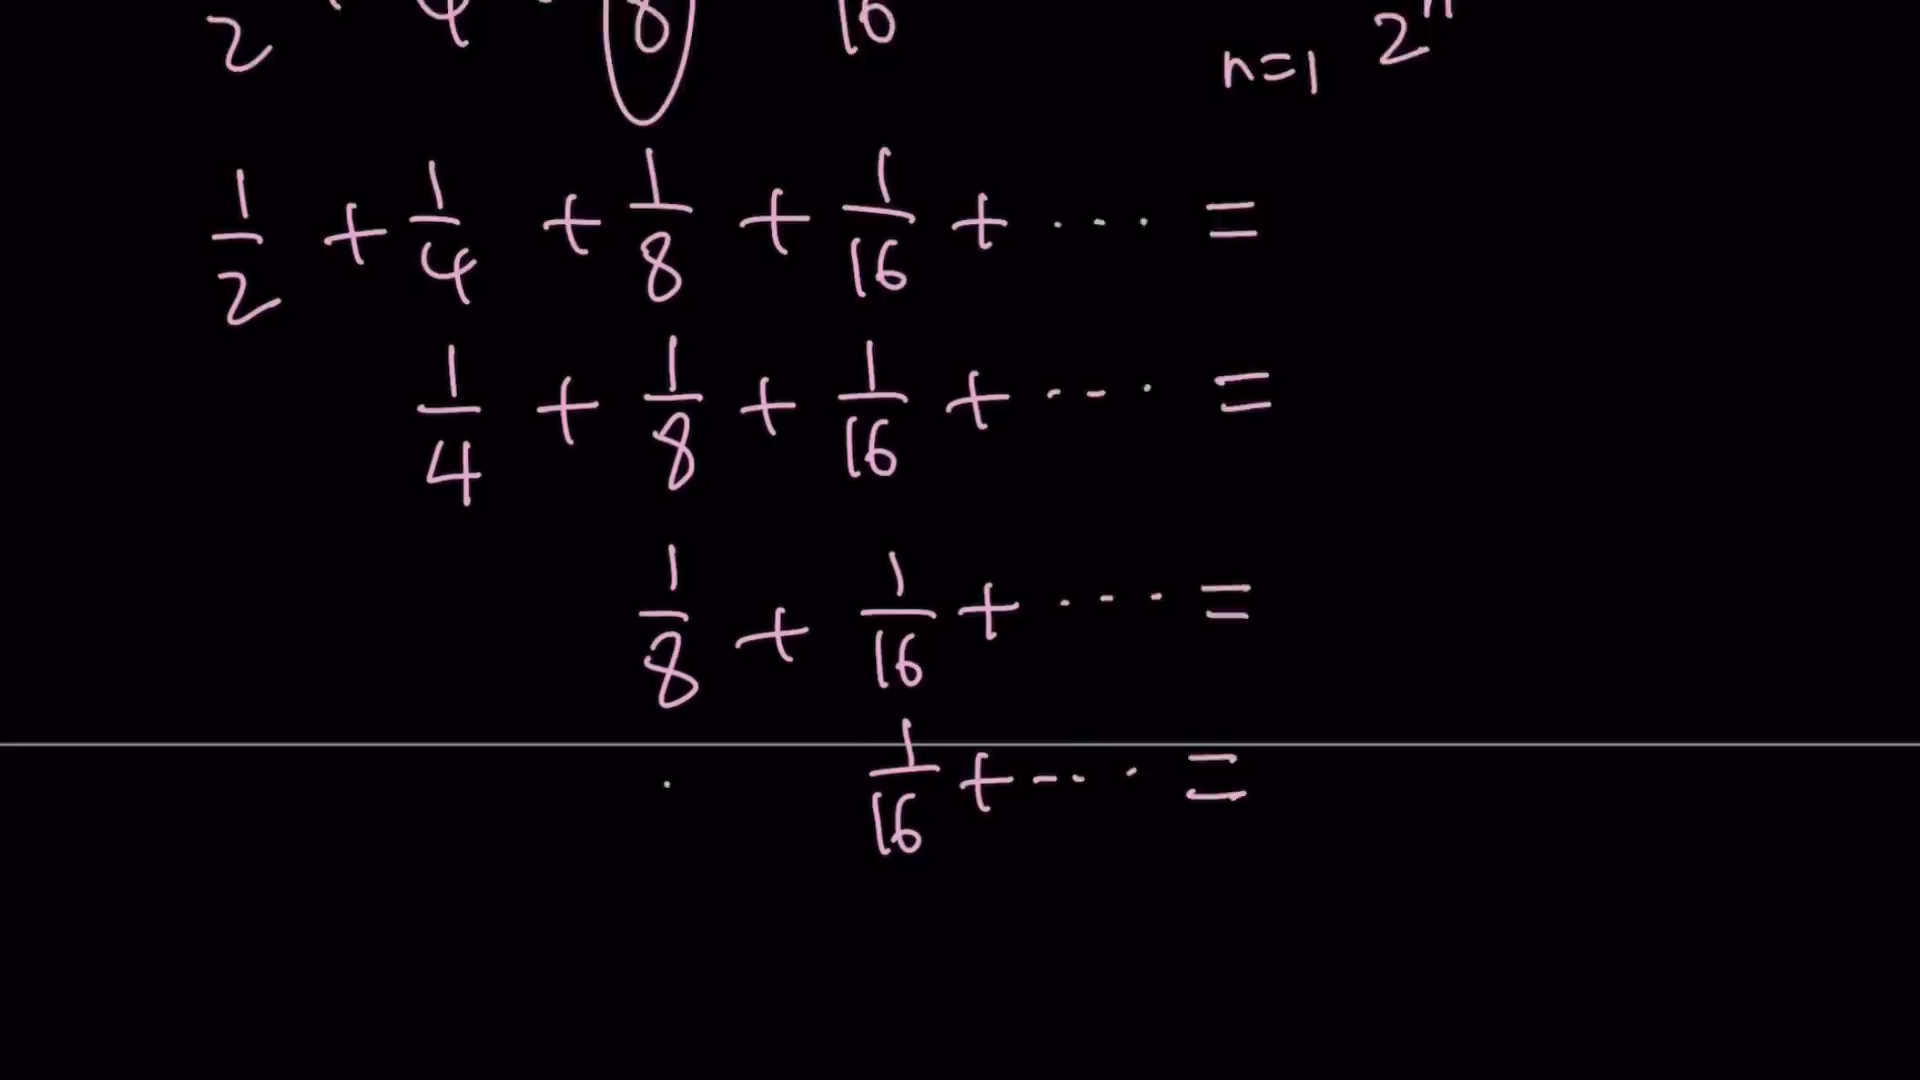 2 4 8 16 n=1 2^n
1/2 + 1/4 + 1/8 + 1/16 + ... =
1/4 + 1/8 + 1/16 + ... =
1/8 + 1/16 + ... =
1/16 + ... =